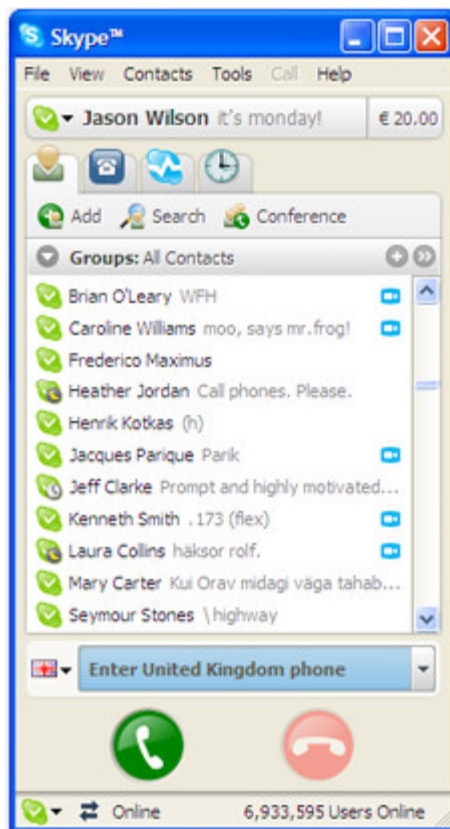 Skype™
File View Contacts Tools Call Help
Jason Wilson it's monday! € 20.00
Add Search Conference
Groups: All Contacts
Brian O'Leary WFH
Caroline Williams moo, says mr.frog!
Frederico Maximus
Heather Jordan Call phones. Please.
Henrik Kotkas (h)
Jacques Parique Parik
Jeff Clarke Prompt and highly motivated...
Kenneth Smith .173 (flex)
Laura Collins häksor rolf.
Mary Carter Kui Orav midagi väga tahab...
Seymour Stones \highway
Enter United Kingdom phone
Online 6,933,595 Users Online